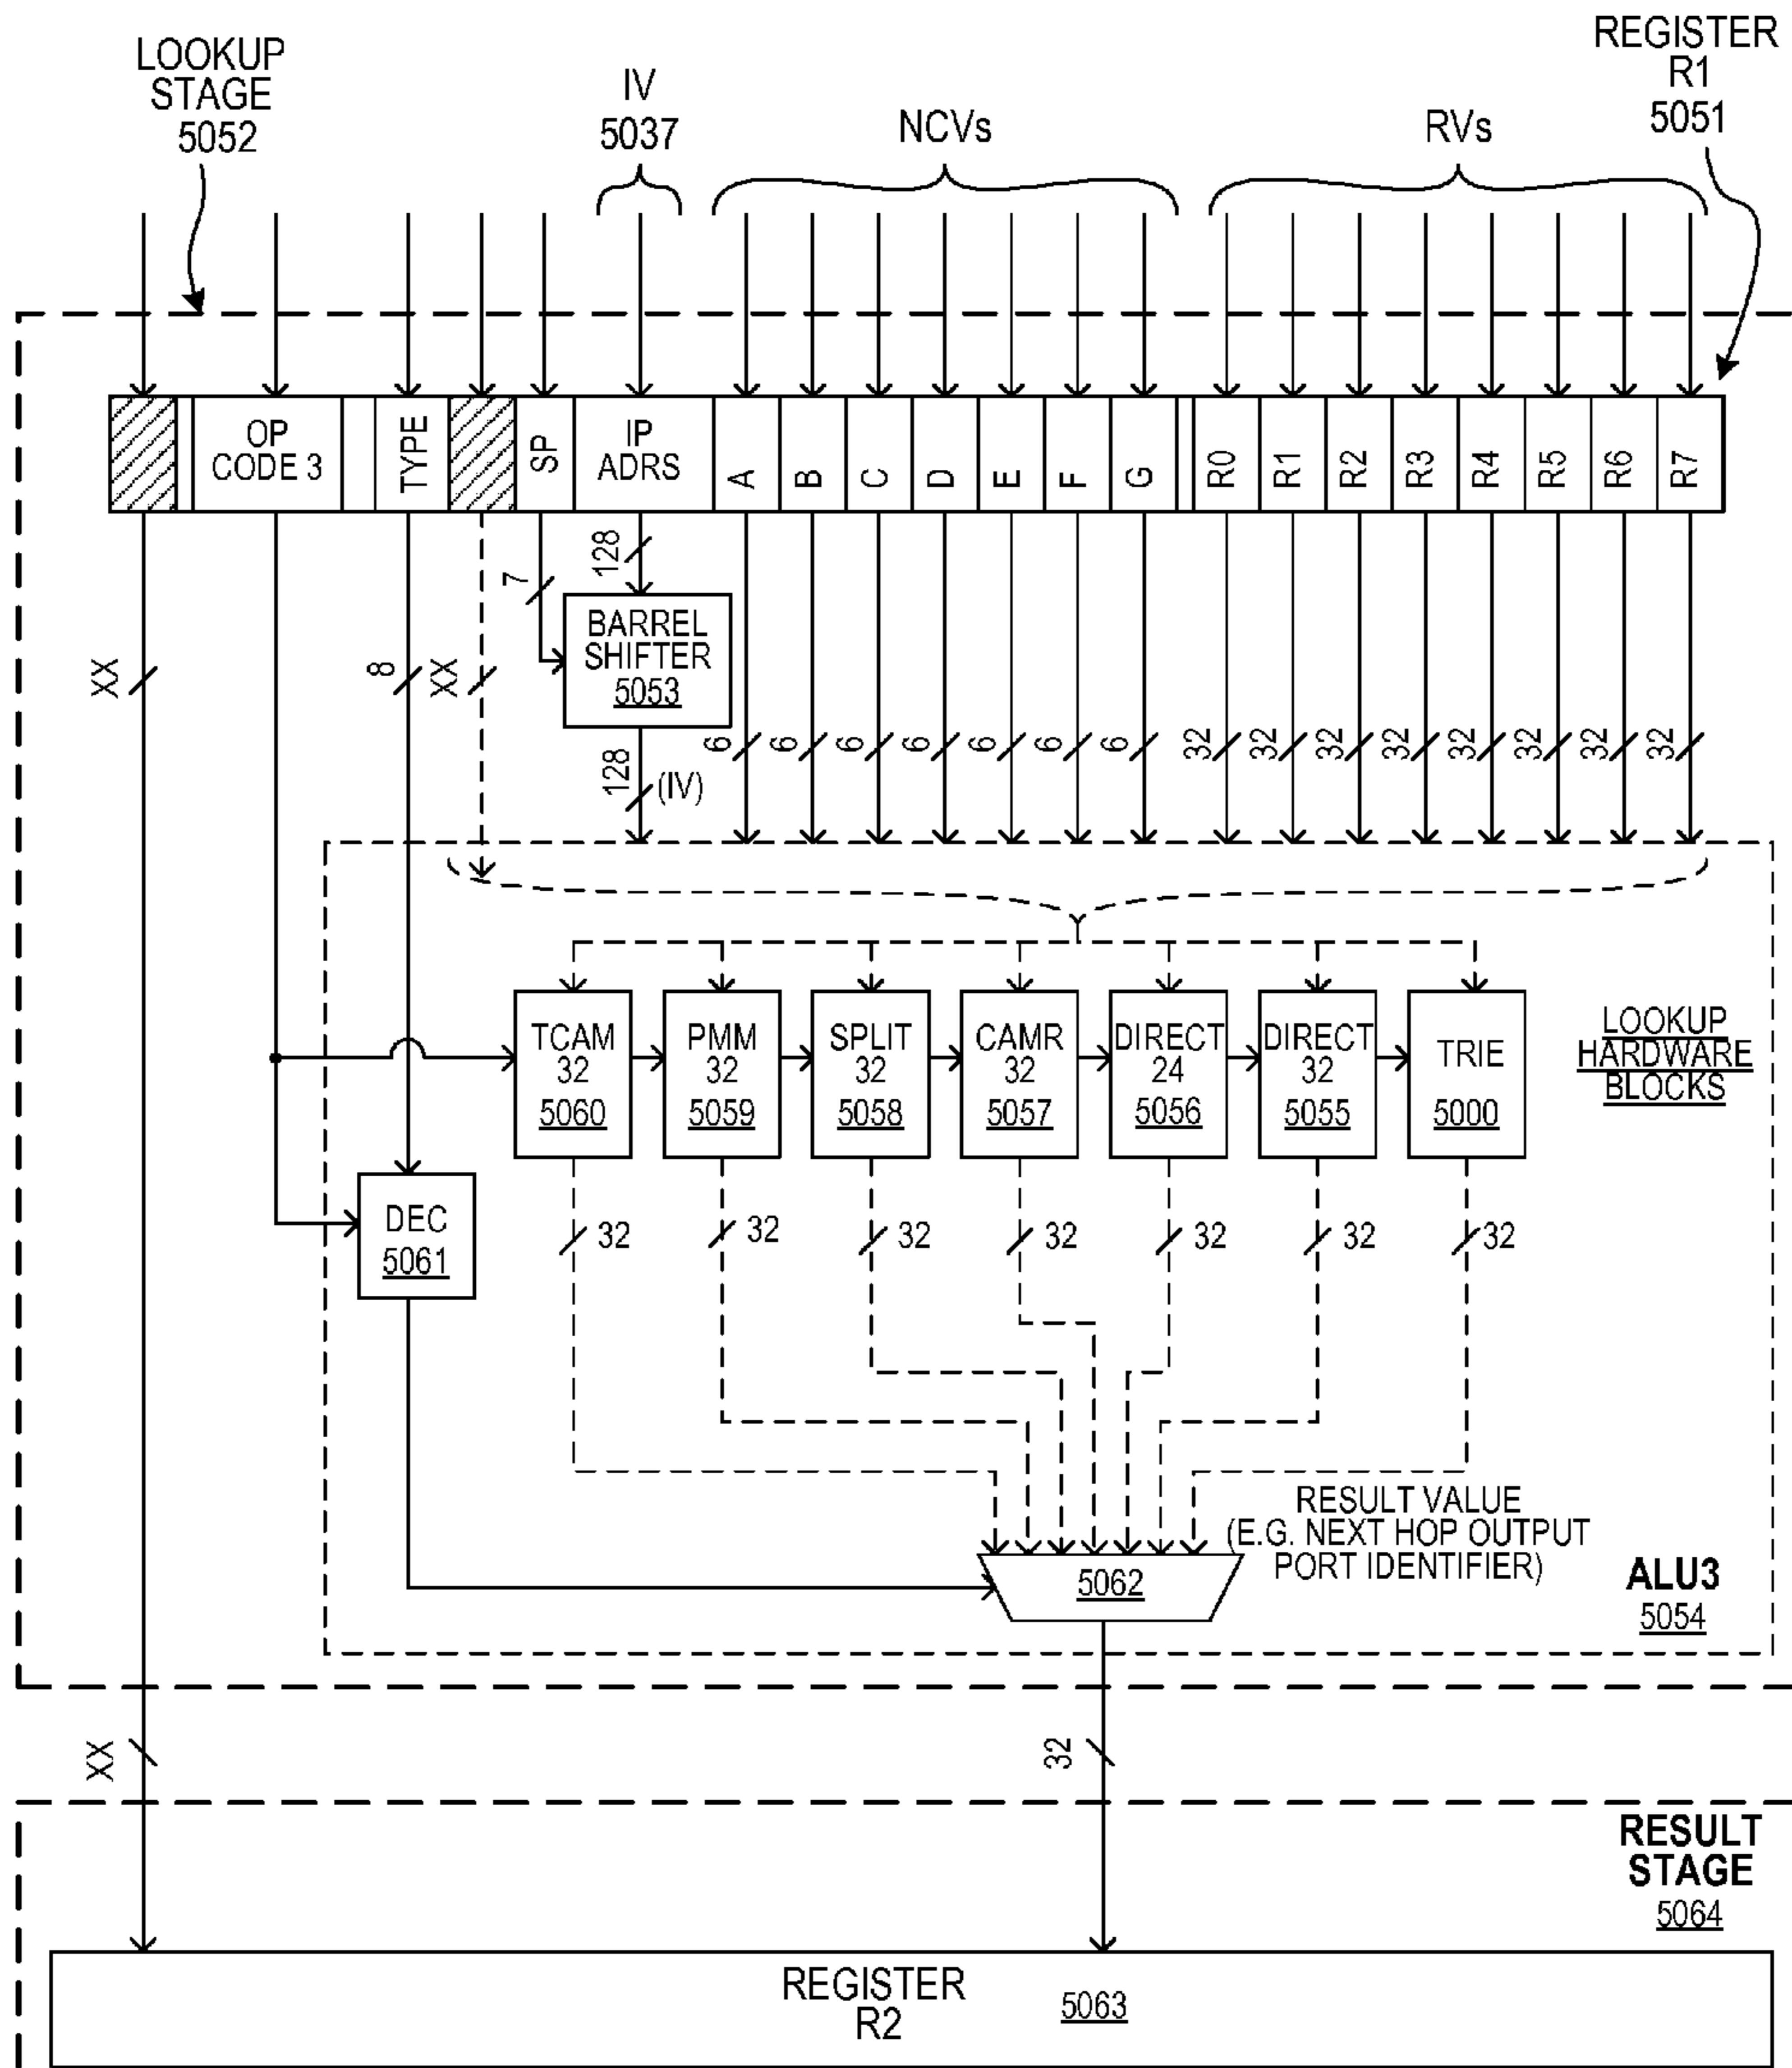 LOOKUP
STAGE
5052
IV
5037
NCVs
RVs
REGISTER
R1
5051
OP
CODE 3
TYPE
SP
IP
ADRS
A
B
C
D
E
F
G
R0
R1
R2
R3
R4
R5
R6
R7
XX
8
XX
7
128
BARREL
SHIFTER
5053
128
(IV)
6
6
6
6
6
6
6
32
32
32
32
32
32
32
32
TCAM
32
5060
PMM
32
5059
SPLIT
32
5058
CAMR
32
5057
DIRECT
24
5056
DIRECT
32
5055
TRIE
5000
LOOKUP
HARDWARE
BLOCKS
DEC
5061
32
32
32
32
32
32
32
RESULT VALUE
(E.G. NEXT HOP OUTPUT
PORT IDENTIFIER)
5062
ALU3
5054
XX
32
RESULT
STAGE
5064
REGISTER
R2
5063